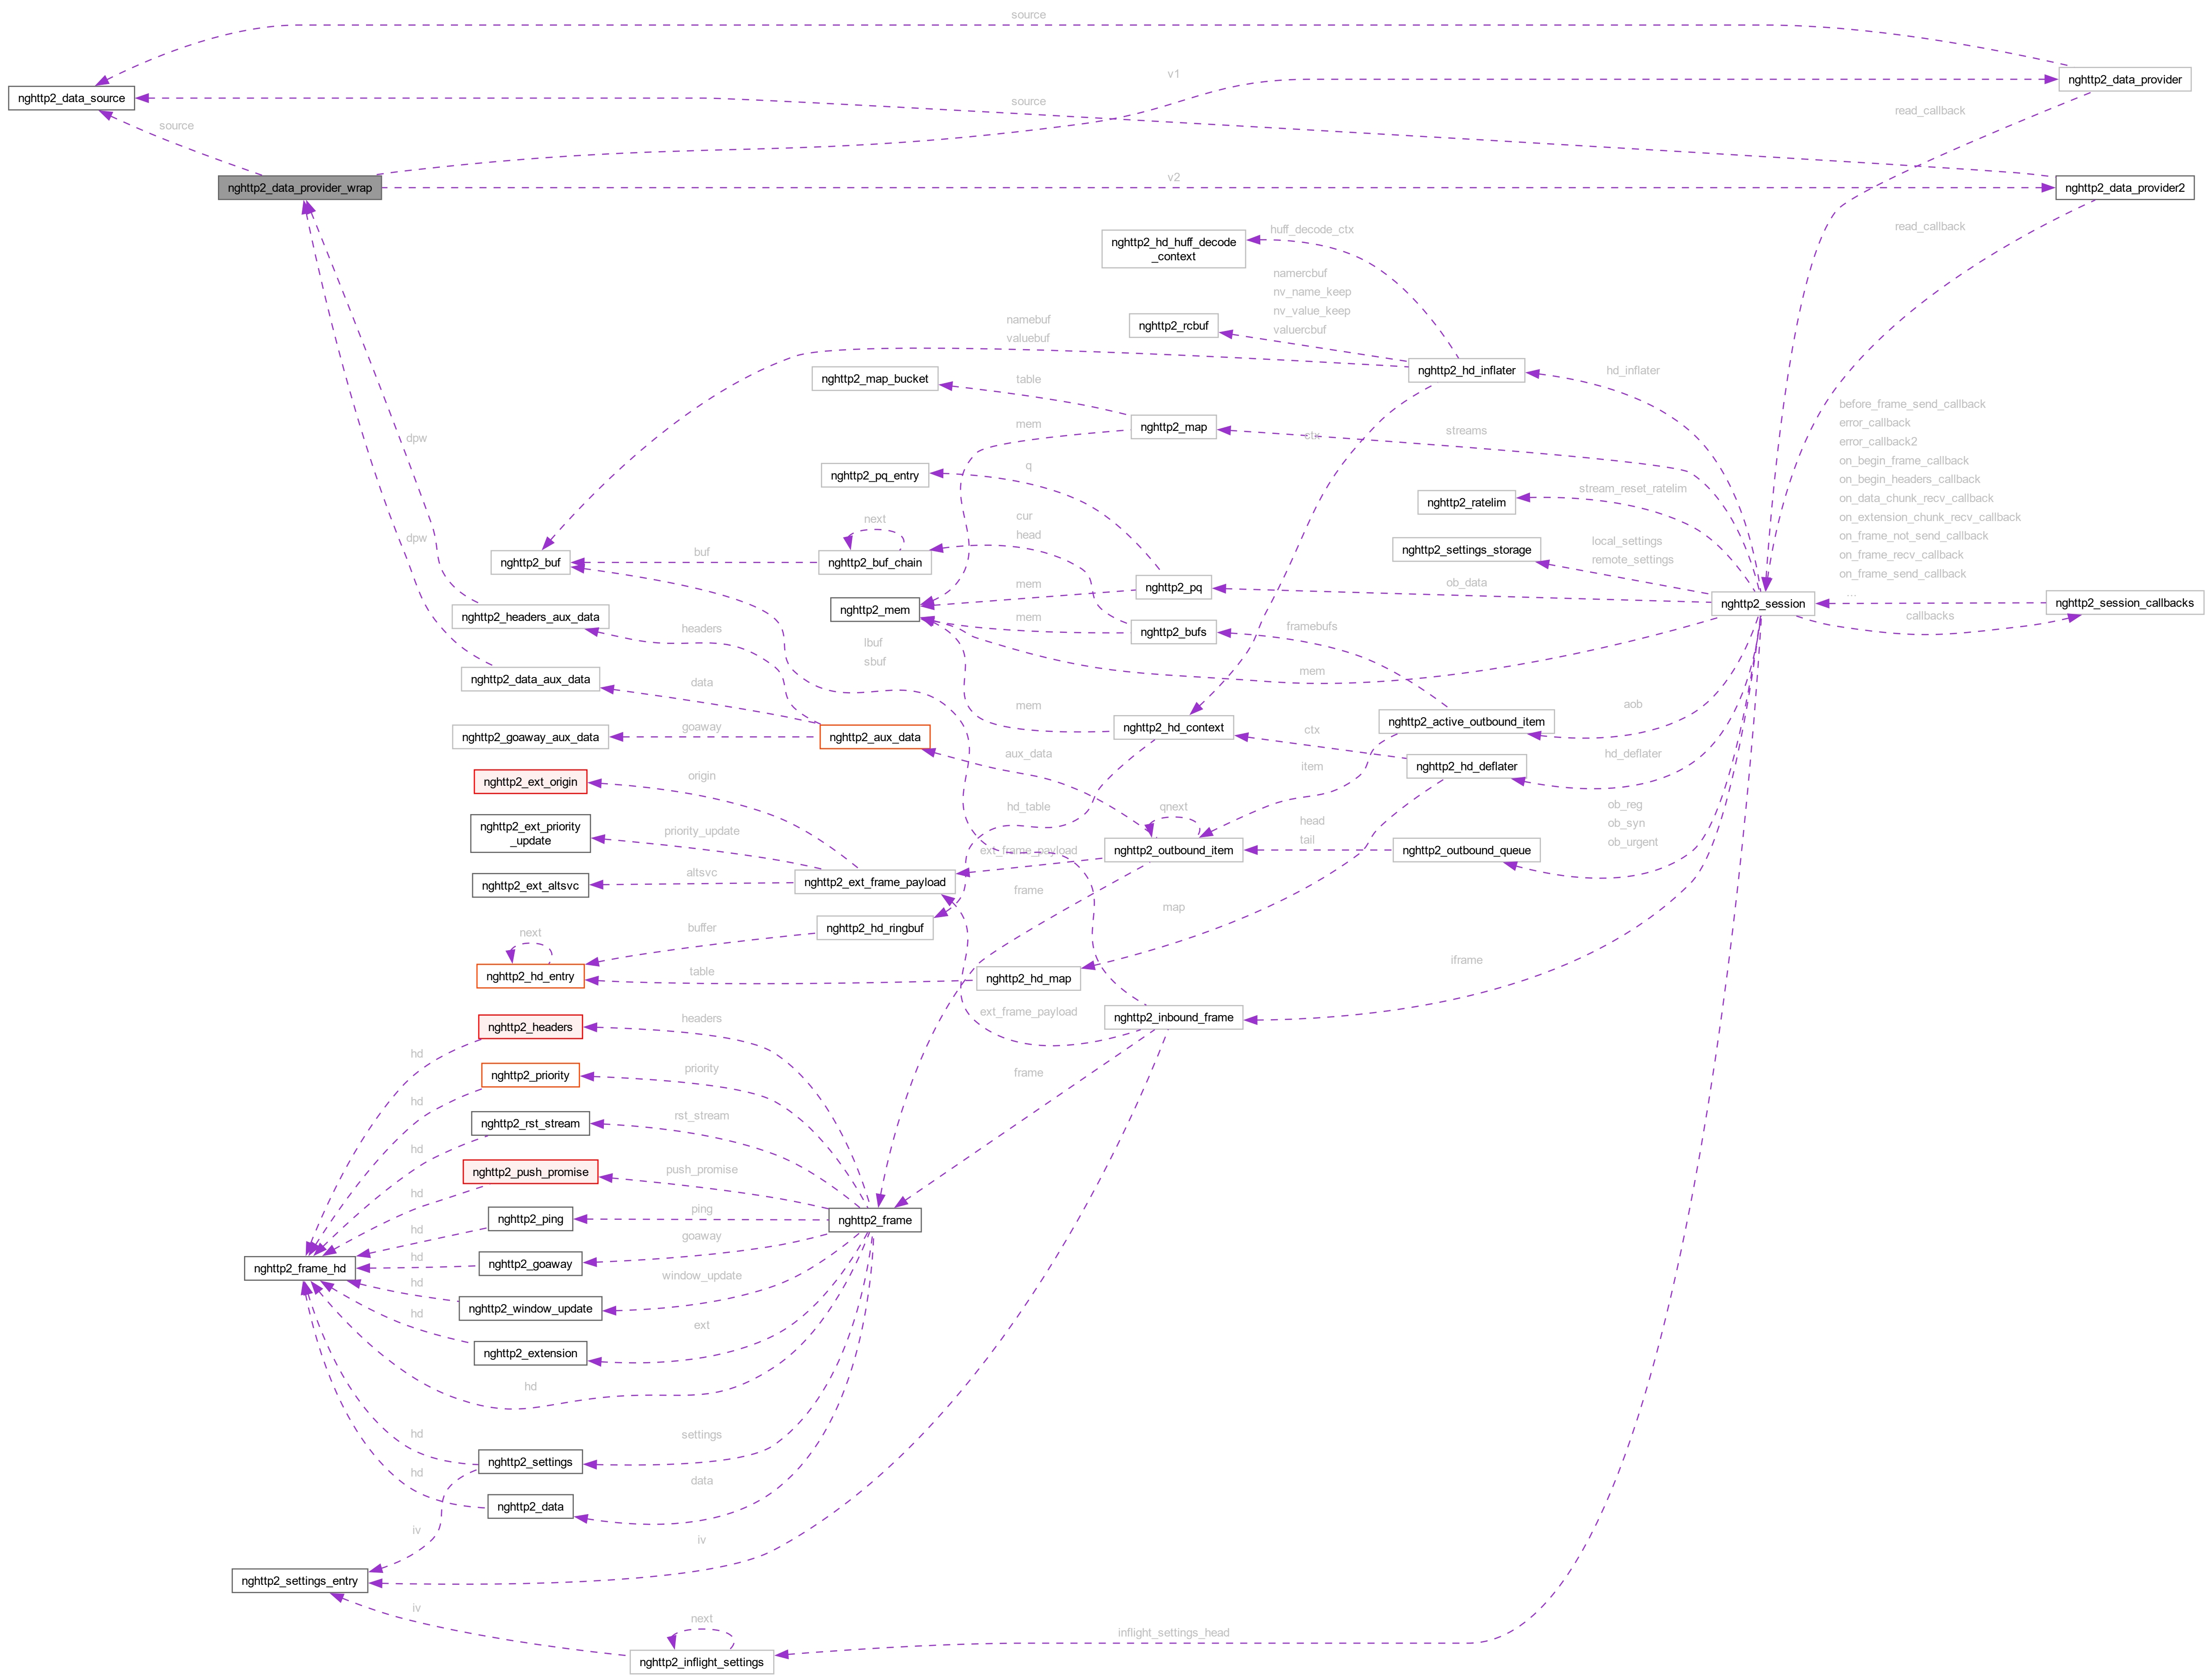 source
nghttp2_data_provider
v1
nghttp2_data_source
source
read_callback
source
nghttp2_data_provider_wrap
v2
nghttp2_data_provider2
read_callback
huff_decode_ctx
nghttp2_hd_huff_decode
_context
namercbuf
nv_name_keep
nv_value_keep
valuercbuf
nghttp2_rcbuf
namebuf
valuebuf
nghttp2_hd_inflater
hd_inflater
nghttp2_map_bucket
table
before_frame_send_callback
error_callback
error_callback2
on_begin_frame_callback
on_begin_headers_callback
on_data_chunk_recv_callback
on_extension_chunk_recv_callback
on_frame_not_send_callback
on_frame_recv_callback
on_frame_send_callback
...
mem
nghttp2_map
streams
ctx
dpw
q
nghttp2_pq_entry
stream_reset_ratelim
nghttp2_ratelim
cur
head
next
dpw
buf
nghttp2_buf
nghttp2_buf_chain
local_settings
remote_settings
nghttp2_settings_storage
mem
nghttp2_pq
ob_data
nghttp2_session
nghttp2_session_callbacks
callbacks
nghttp2_mem
nghttp2_headers_aux_data
headers
mem
nghttp2_bufs
framebufs
lbuf
sbuf
mem
nghttp2_data_aux_data
data
mem
aob
nghttp2_hd_context
nghttp2_active_outbound_item
goaway
nghttp2_goaway_aux_data
nghttp2_aux_data
ctx
aux_data
item
nghttp2_hd_deflater
hd_deflater
origin
nghttp2_ext_origin
hd_table
qnext
head
tail
ob_reg
ob_syn
ob_urgent
nghttp2_ext_priority
_update
priority_update
ext_frame_payload
nghttp2_outbound_item
nghttp2_outbound_queue
altsvc
nghttp2_ext_altsvc
nghttp2_ext_frame_payload
frame
map
buffer
nghttp2_hd_ringbuf
next
nghttp2_hd_entry
table
nghttp2_hd_map
iframe
ext_frame_payload
nghttp2_inbound_frame
headers
nghttp2_headers
hd
priority
nghttp2_priority
frame
hd
rst_stream
nghttp2_rst_stream
hd
push_promise
nghttp2_push_promise
hd
ping
nghttp2_ping
nghttp2_frame
hd
goaway
nghttp2_goaway
hd
nghttp2_frame_hd
window_update
nghttp2_window_update
hd
ext
hd
nghttp2_extension
hd
settings
hd
nghttp2_settings
data
hd
nghttp2_data
iv
iv
nghttp2_settings_entry
iv
next
inflight_settings_head
nghttp2_inflight_settings